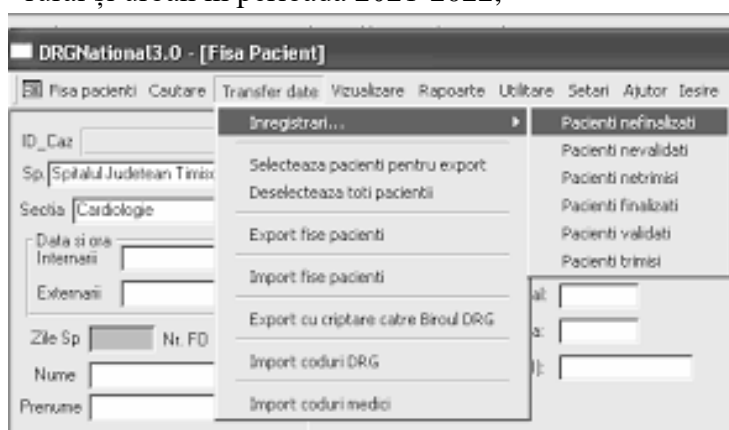 DRGNational3.0 - [Fisa Pacient]
Fisa pacienti Cautare Transfer date Vizualizare Rapoarte Utilitare Setari Ajutor Iesire
ID_Caz
Sp. Spitalul Judetean Timis
Sectia Cardiologie
Data si ora
Internarii
Externarii
Zile Sp Nr. FO
Nume
Prenume
Inregistrari...
Selecteaza pacienti pentru export
Deselecteaza toti pacientii
Export fise pacienti
Import fise pacienti
Export cu criptare catre Biroul DRG
Import coduri DRG
Import coduri medici
Pacienti nefinalizati
Pacienti nevalidati
Pacienti netrimisi
Pacienti finalizati
Pacienti validati
Pacienti trimisi
al:
a: